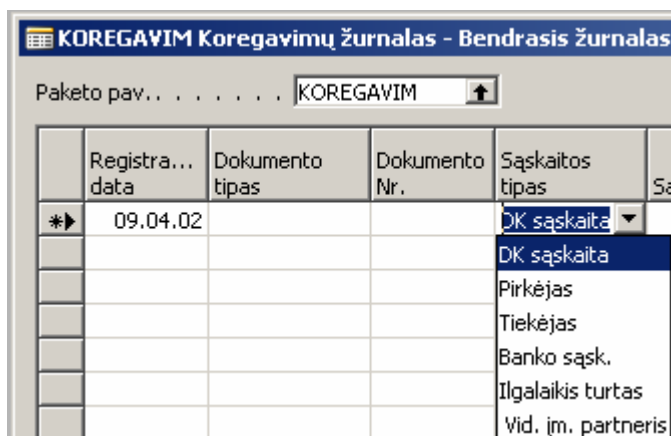 KOREGAVIM Koregavimų žurnalas - Bendrasis žurnalas
Paketo pav.. . . . . . . . KOREGAVIM
Registra... Dokumento Dokumento Sąskaitos
data tipas Nr. tipas
09.04.02 DK sąskaita
DK sąskaita
Pirkėjas
Tiekėjas
Banko sąsk.
Ilgalaikis turtas
Vid. įm. partneris